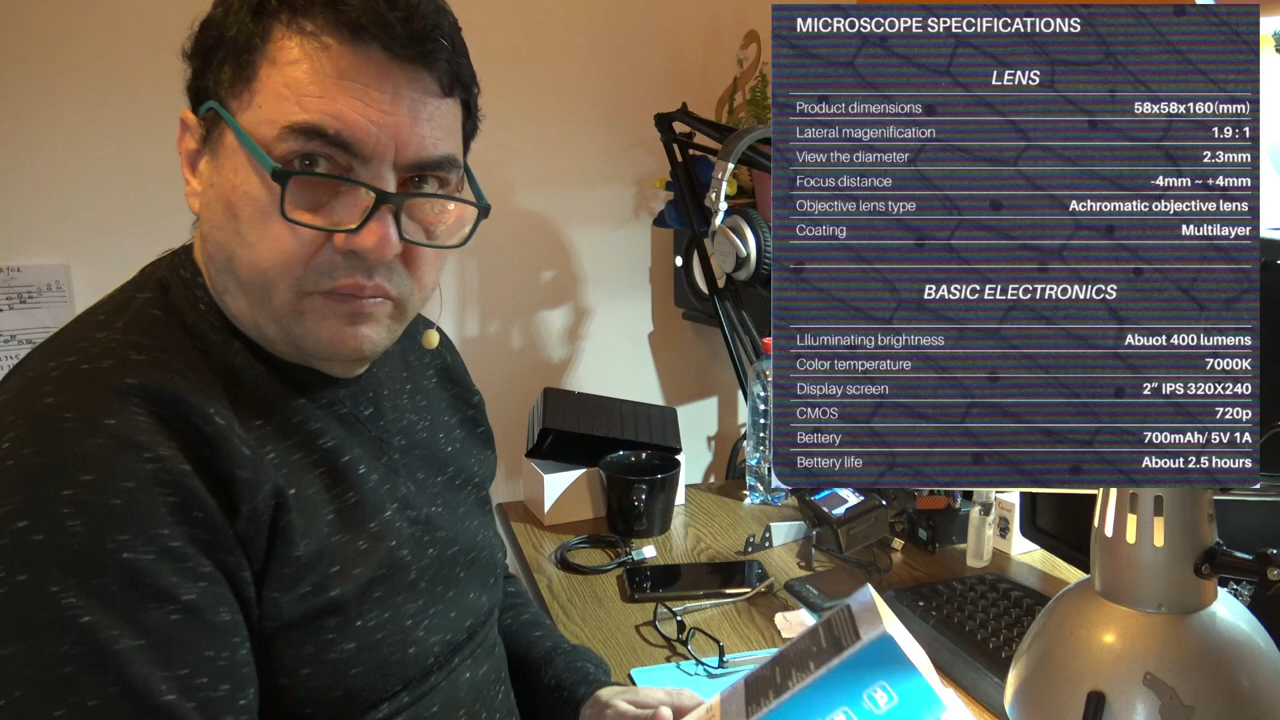 MICROSCOPE SPECIFICATIONS
LENS
Product dimensions 58x58x160(mm)
Lateral magenification 1.9 : 1
View the diameter 2.3mm
Focus distance -4mm ~ +4mm
Objective lens type Achromatic objective lens
Coating Multilayer
BASIC ELECTRONICS
Llluminating brightness Abuot 400 lumens
Color temperature 7000K
Display screen 2” IPS 320X240
CMOS 720p
Bettery 700mAh/ 5V 1A
Bettery life About 2.5 hours